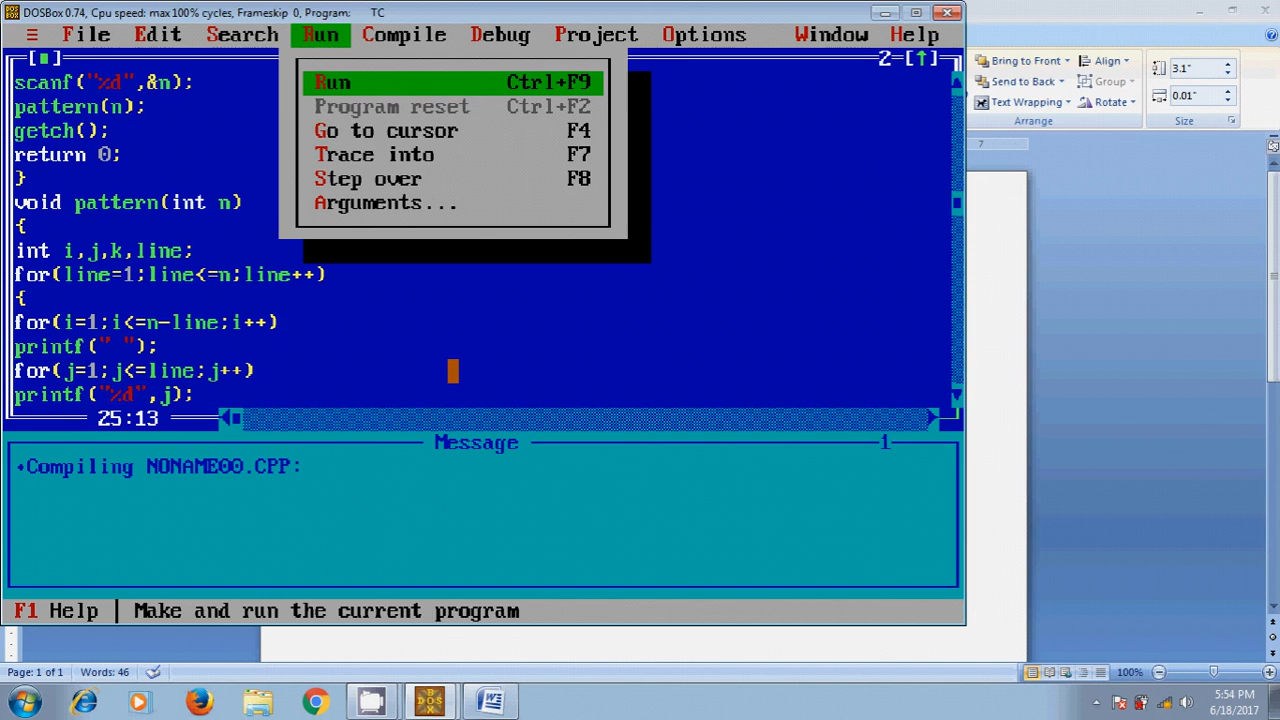 DOSBox 0.74, Cpu speed: max 100% cycles, Frameskip 0, Program: TC
≡ File Edit Search Run Compile Debug Project Options Window Help
[■] 2=[↑]
scanf("%d",&n);
pattern(n);
getch();
return 0;
}
void pattern(int n)
{
int i,j,k,line;
for(line=1;line<=n;line++)
{
for(i=1;i<=n-line;i++)
printf(" ");
for(j=1;j<=line;j++)
printf("%d",j);
25:13
Run Ctrl+F9
Program reset Ctrl+F2
Go to cursor F4
Trace into F7
Step over F8
Arguments...
Message 1
•Compiling NONAME00.CPP:
F1 Help | Make and run the current program
Bring to Front Align
Send to Back Group
Text Wrapping Rotate
Arrange
3.1"
0.01"
Size
7
Page: 1 of 1 Words: 46
100%
5:54 PM
6/18/2017